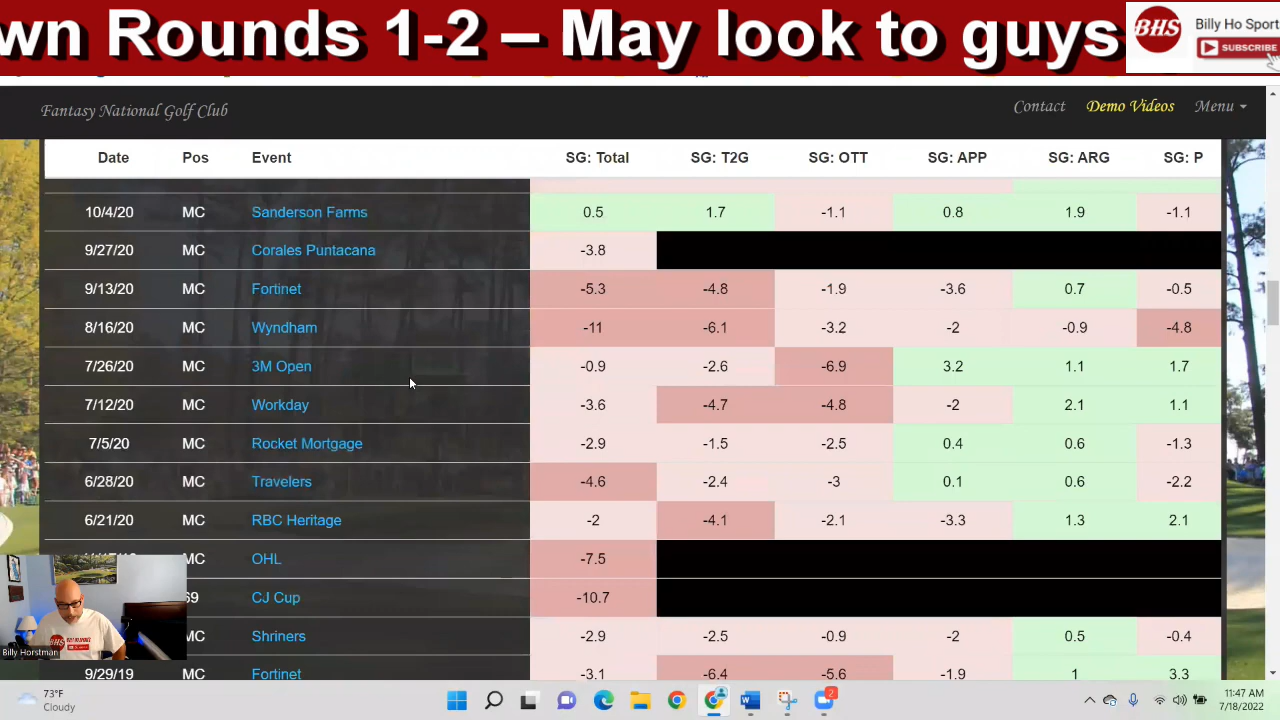 wn Rounds 1-2 – May look to guys
BHS
Billy Ho Sport
SUBSCRIBE
Fantasy National Golf Club
Contact Demo Videos Menu
Date Pos Event SG: Total SG: T2G SG: OTT SG: APP SG: ARG SG: P
10/4/20 MC Sanderson Farms 0.5 1.7 -1.1 0.8 1.9 -1.1
9/27/20 MC Corales Puntacana -3.8
9/13/20 MC Fortinet -5.3 -4.8 -1.9 -3.6 0.7 -0.5
8/16/20 MC Wyndham -11 -6.1 -3.2 -2 -0.9 -4.8
7/26/20 MC 3M Open -0.9 -2.6 -6.9 3.2 1.1 1.7
7/12/20 MC Workday -3.6 -4.7 -4.8 -2 2.1 1.1
7/5/20 MC Rocket Mortgage -2.9 -1.5 -2.5 0.4 0.6 -1.3
6/28/20 MC Travelers -4.6 -2.4 -3 0.1 0.6 -2.2
6/21/20 MC RBC Heritage -2 -4.1 -2.1 -3.3 1.3 2.1
MC OHL -7.5
69 CJ Cup -10.7
MC Shriners -2.9 -2.5 -0.9 -2 0.5 -0.4
9/29/19 MC Fortinet -3.1 -6.4 -5.6 -1.9 1 3.3
Billy Horstman
73°F
Cloudy
2
11:47 AM
7/18/2022